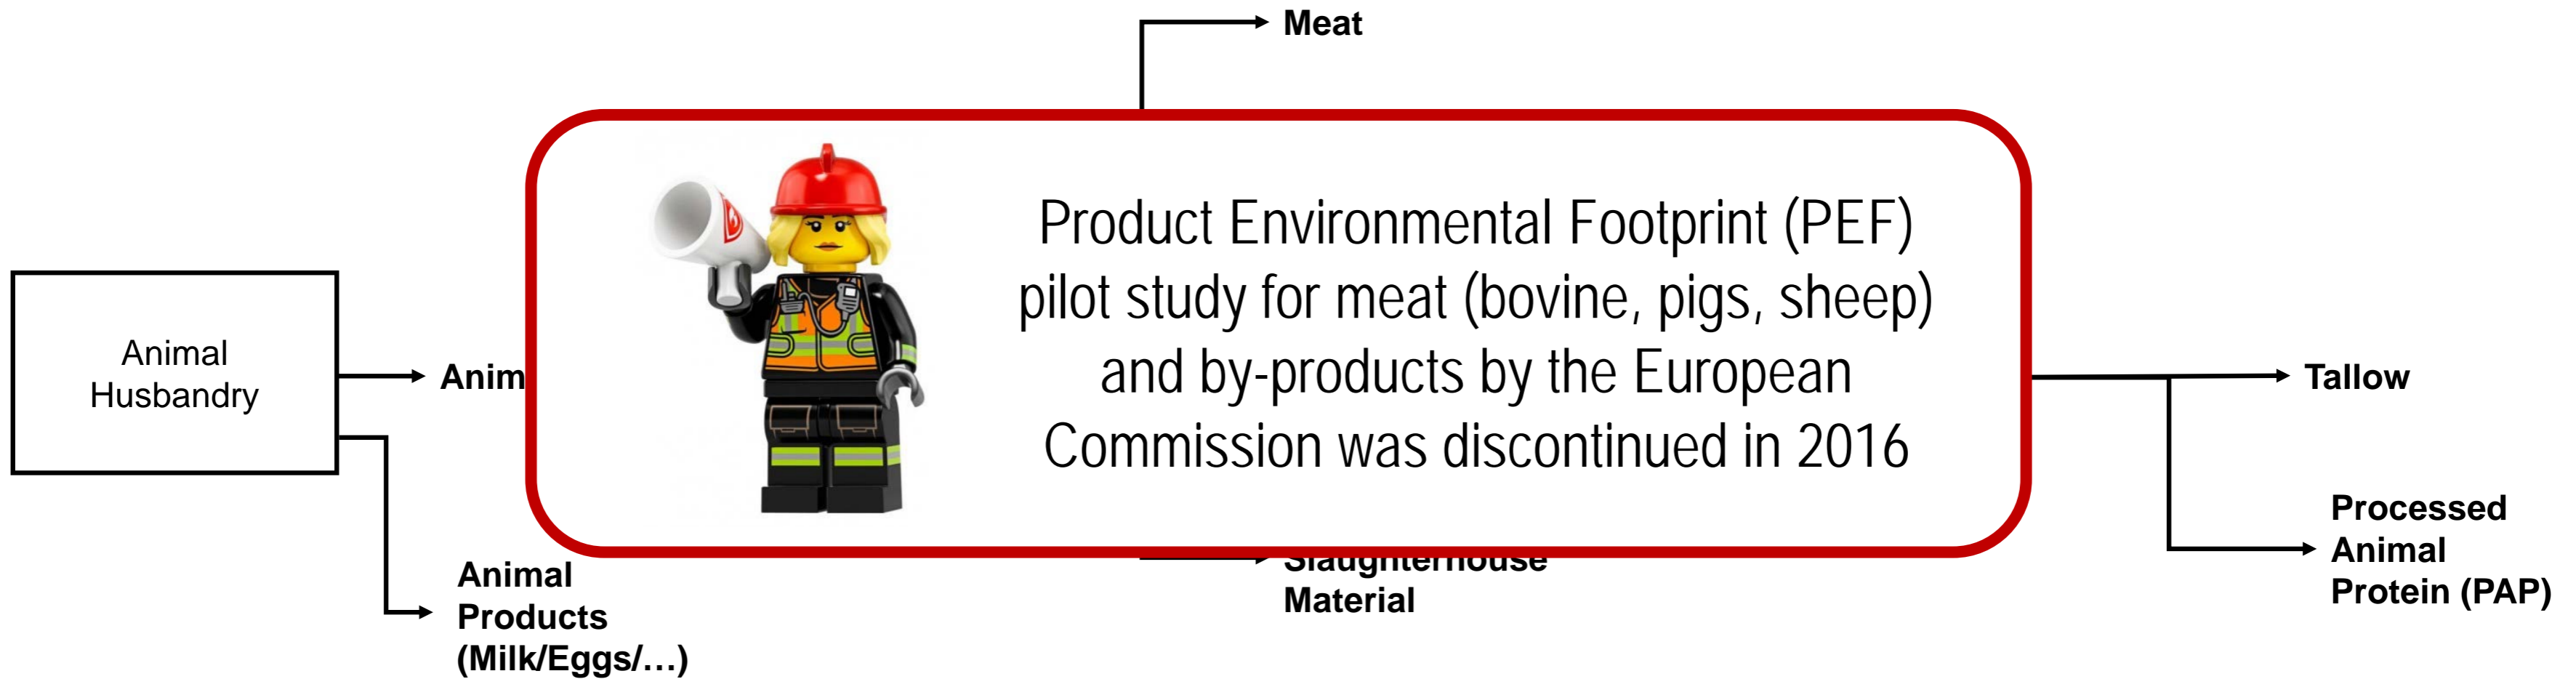 Meat
Product Environmental Footprint (PEF)
pilot study for meat (bovine, pigs, sheep)
and by-products by the European
Commission was discontinued in 2016
Animal
Husbandry
Anim
Tallow
Animal
Products
(Milk/Eggs/…)
Slaughterhouse
Material
Processed
Animal
Protein (PAP)